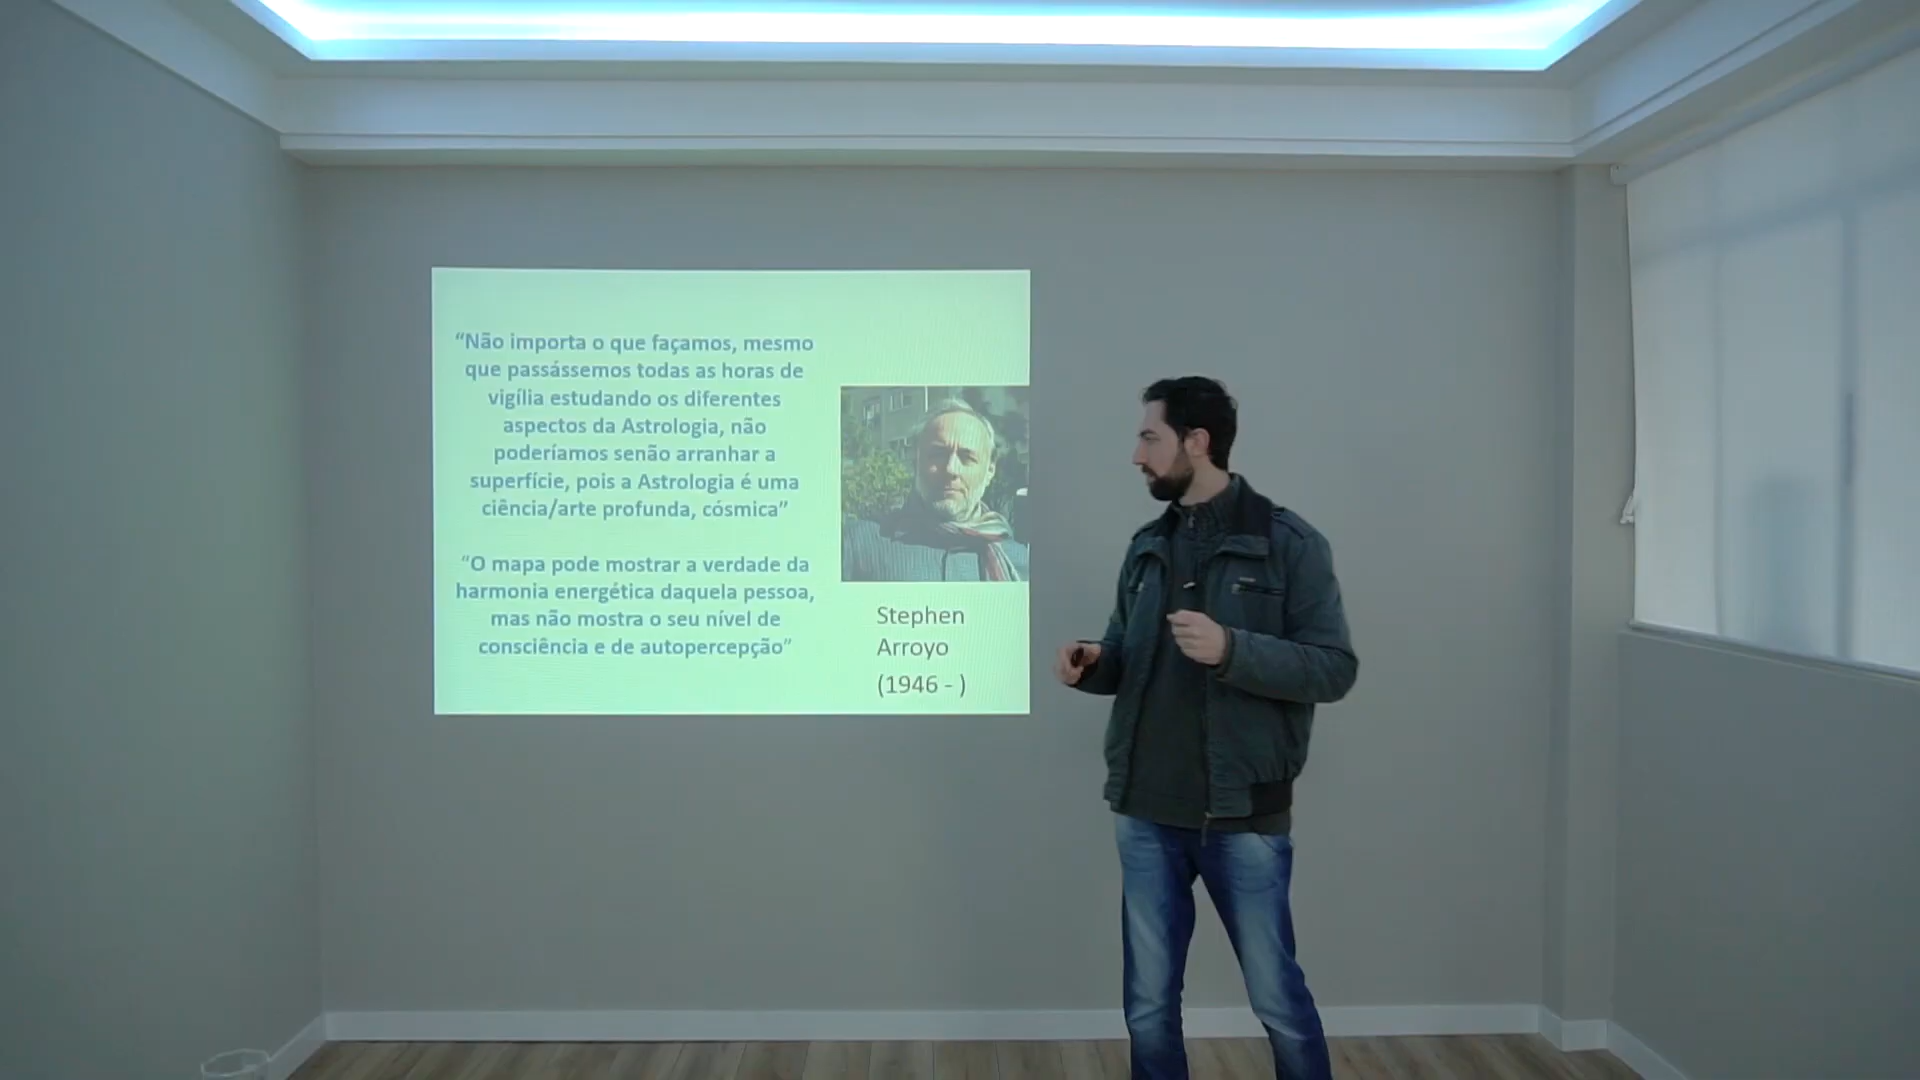 “Não importa o que façamos, mesmo
que passássemos todas as horas de
vigília estudando os diferentes
aspectos da Astrologia, não
poderíamos senão arranhar a
superfície, pois a Astrologia é uma
ciência/arte profunda, cósmica”
“O mapa pode mostrar a verdade da
harmonia energética daquela pessoa,
mas não mostra o seu nível de
consciência e de autopercepção”
Stephen
Arroyo
(1946 - )